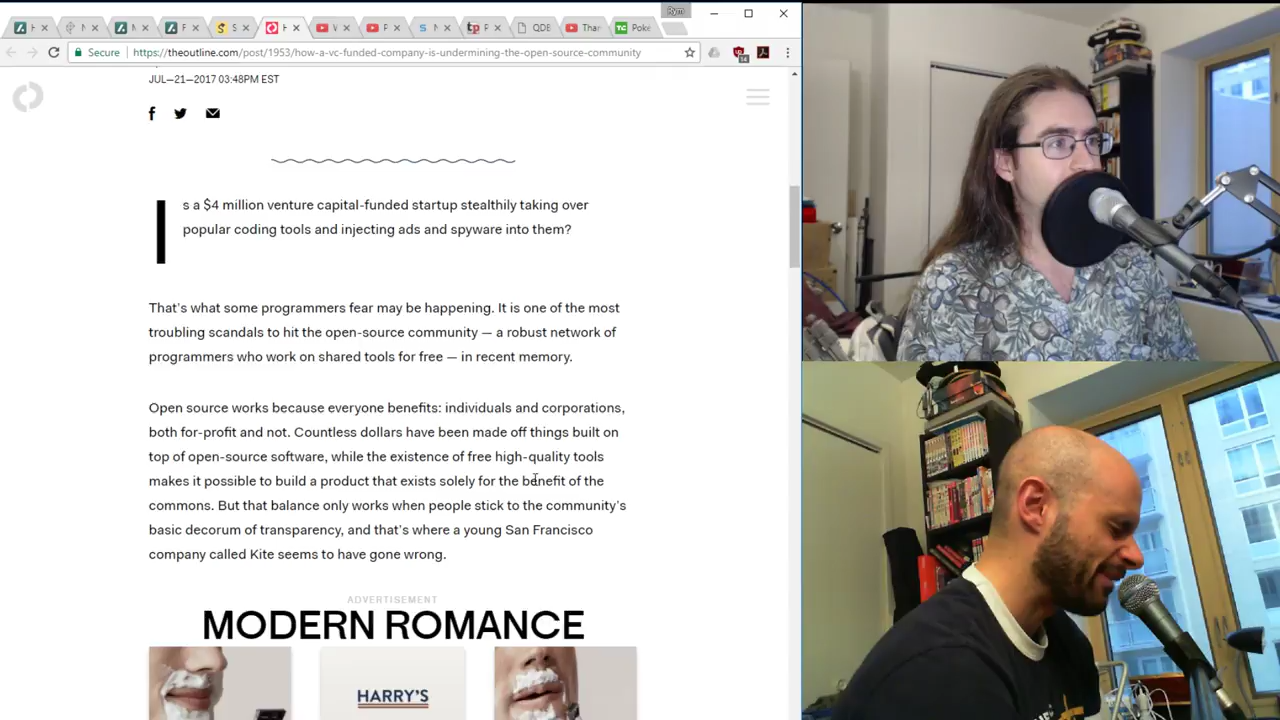 Rym
QDB
Thar
Poké
Secure
https://theoutline.com/post/1953/how-a-vc-funded-company-is-undermining-the-open-source-community
JUL—21—2017 03:48PM EST
Is a $4 million venture capital-funded startup stealthily taking over
popular coding tools and injecting ads and spyware into them?
That's what some programmers fear may be happening. It is one of the most
troubling scandals to hit the open-source community — a robust network of
programmers who work on shared tools for free — in recent memory.
Open source works because everyone benefits: individuals and corporations,
both for-profit and not. Countless dollars have been made off things built on
top of open-source software, while the existence of free high-quality tools
makes it possible to build a product that exists solely for the benefit of the
commons. But that balance only works when people stick to the community's
basic decorum of transparency, and that's where a young San Francisco
company called Kite seems to have gone wrong.
ADVERTISEMENT
MODERN ROMANCE
HARRY'S